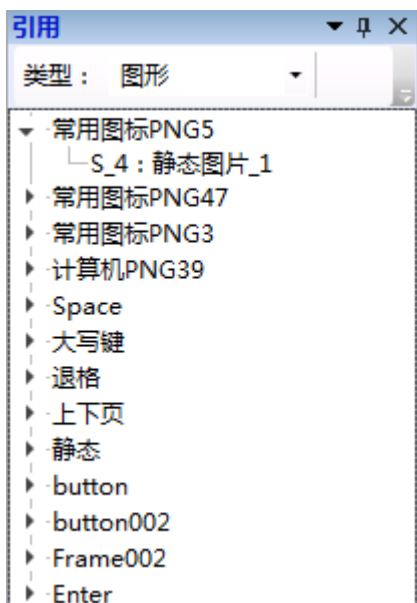 引用
类型： 图形
常用图标PNG5
S_4：静态图片_1
常用图标PNG47
常用图标PNG3
计算机PNG39
Space
大写键
退格
上下页
静态
button
button002
Frame002
Enter